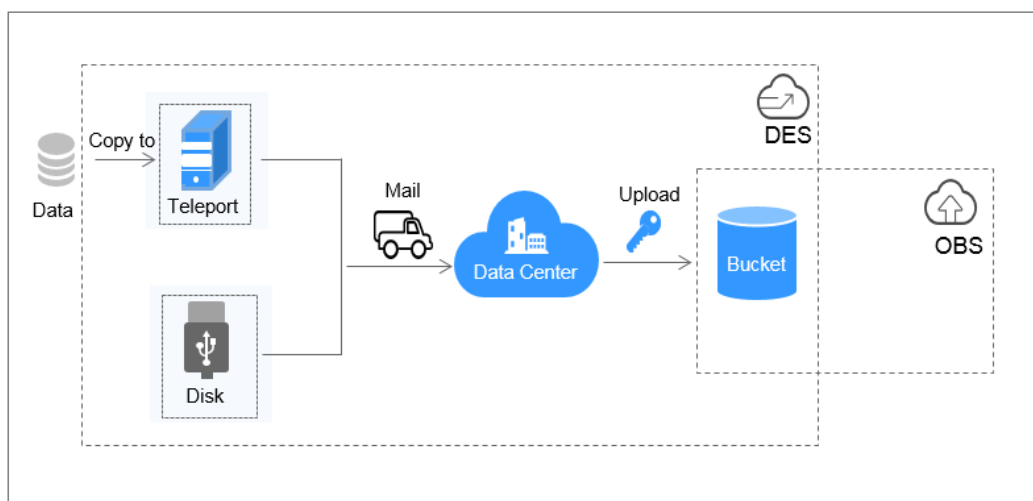 DES
Copy to
Data
Teleport
Mail
Data Center
Upload
Bucket
OBS
Disk